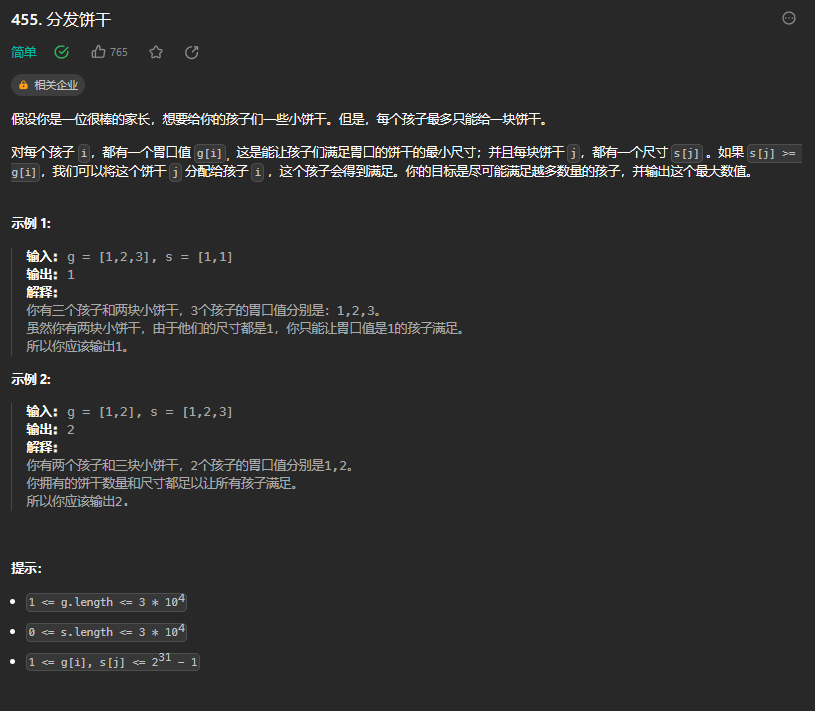 455. 分发饼干
简单 765
相关企业
假设你是一位很棒的家长，想要给你的孩子们一些小饼干。但是，每个孩子最多只能给一块饼干。
对每个孩子 i，都有一个胃口值 g[i]，这是能让孩子们满足胃口的饼干的最小尺寸；并且每块饼干 j，都有一个尺寸 s[j] 。如果 s[j] >=
g[i]，我们可以将这个饼干 j 分配给孩子 i ，这个孩子会得到满足。你的目标是尽可能满足越多数量的孩子，并输出这个最大数值。
示例 1:
输入: g = [1,2,3], s = [1,1]
输出: 1
解释:
你有三个孩子和两块小饼干，3个孩子的胃口值分别是：1,2,3。
虽然你有两块小饼干，由于他们的尺寸都是1，你只能让胃口值是1的孩子满足。
所以你应该输出1。
示例 2:
输入: g = [1,2], s = [1,2,3]
输出: 2
解释:
你有两个孩子和三块小饼干，2个孩子的胃口值分别是1,2。
你拥有的饼干数量和尺寸都足以让所有孩子满足。
所以你应该输出2.
提示：
1 <= g.length <= 3 * 10⁴
0 <= s.length <= 3 * 10⁴
1 <= g[i], s[j] <= 2³¹ - 1